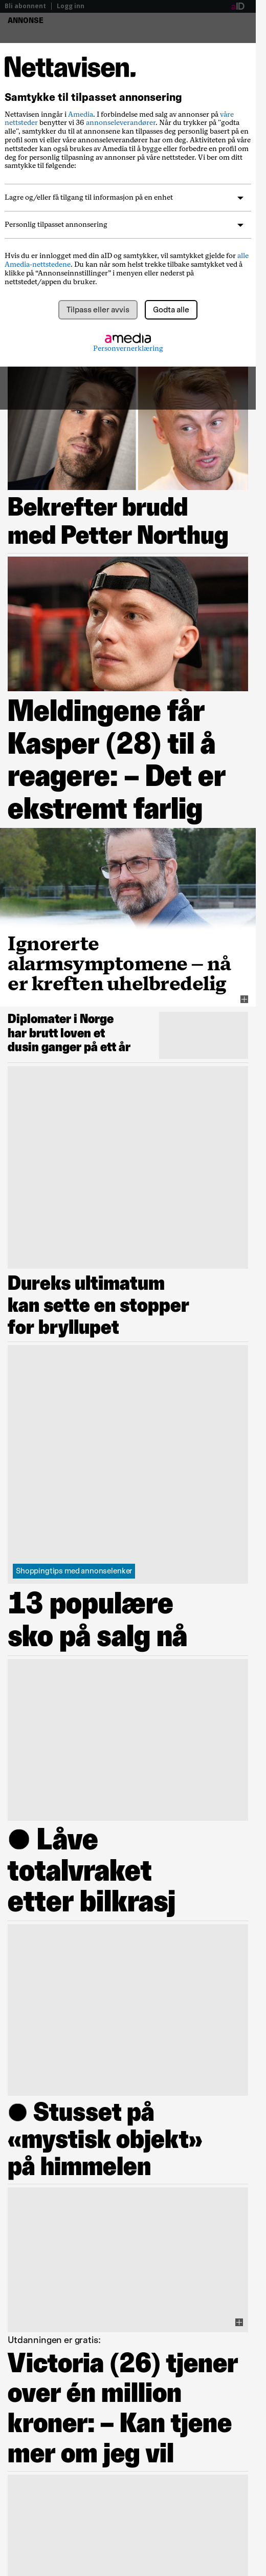 Bli abonnent | Logg inn
aID
ANNONSE
Nettavisen.
Samtykke til tilpasset annonsering
Nettavisen inngår i Amedia. I forbindelse med salg av annonser på våre
nettsteder benytter vi 36 annonseleverandører. Når du trykker på "godta
alle", samtykker du til at annonsene kan tilpasses deg personlig basert på en
profil som vi eller våre annonseleverandører har om deg. Aktiviteten på våre
nettsteder kan også brukes av Amedia til å bygge eller forbedre en profil om
deg for personlig tilpasning av annonser på våre nettsteder. Vi ber om ditt
samtykke til følgende:
Lagre og/eller få tilgang til informasjon på en enhet
Personlig tilpasset annonsering
Hvis du er innlogget med din aID og samtykker, vil samtykket gjelde for alle
Amedia-nettstedene. Du kan når som helst trekke tilbake samtykket ved å
klikke på “Annonseinnstillinger” i menyen eller nederst på
nettstedet/appen du bruker.
Tilpass eller avvis
Godta alle
amedia
Personvernerklæring
Bekrefter brudd
med Petter Northug
Meldingene får
Kasper (28) til å
reagere: – Det er
ekstremt farlig
Ignorerte
alarmsymptomene – nå
er kreften uhelbredelig
Diplomater i Norge
har brutt loven et
dusin ganger på ett år
Dureks ultimatum
kan sette en stopper
for bryllupet
Shoppingtips med annonselenker
13 populære
sko på salg nå
● Låve
totalvraket
etter bilkrasj
● Stusset på
«mystisk objekt»
på himmelen
Utdanningen er gratis:
Victoria (26) tjener
over én million
kroner: – Kan tjene
mer om jeg vil